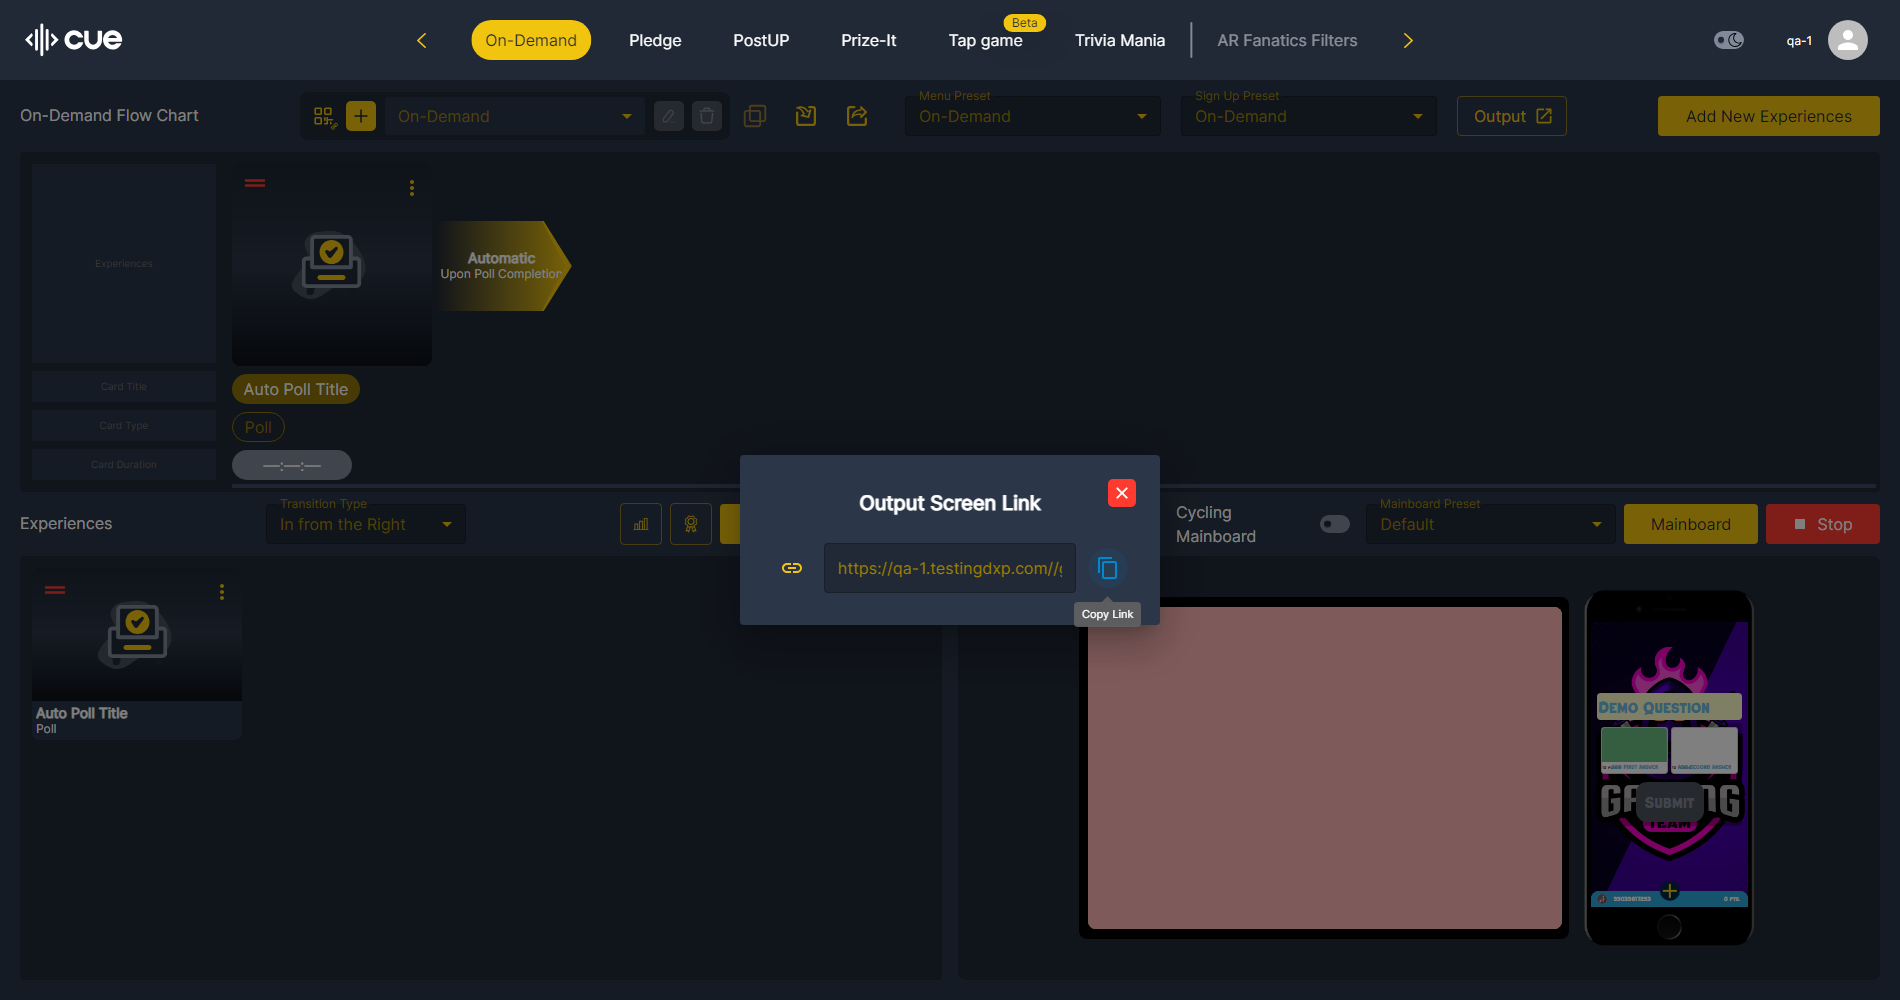 cue
On-Demand
Pledge
PostUP
Prize-It
Beta
Tap game
Trivia Mania
AR Fanatics Filters
qa-1
On-Demand Flow Chart
On-Demand
Menu Preset
On-Demand
Sign Up Preset
On-Demand
Output
Add New Experiences
Experiences
Automatic
Upon Poll Completion
Card Title
Auto Poll Title
Card Type
Poll
Card Duration
—:—:—
Output Screen Link
https://qa-1.testingdxp.com//g
Copy Link
Experiences
Transition Type
In from the Right
Cycling
Mainboard
Mainboard Preset
Default
Mainboard
Stop
Auto Poll Title
Poll
Demo Question
Submit
TEAM
0 PTS.